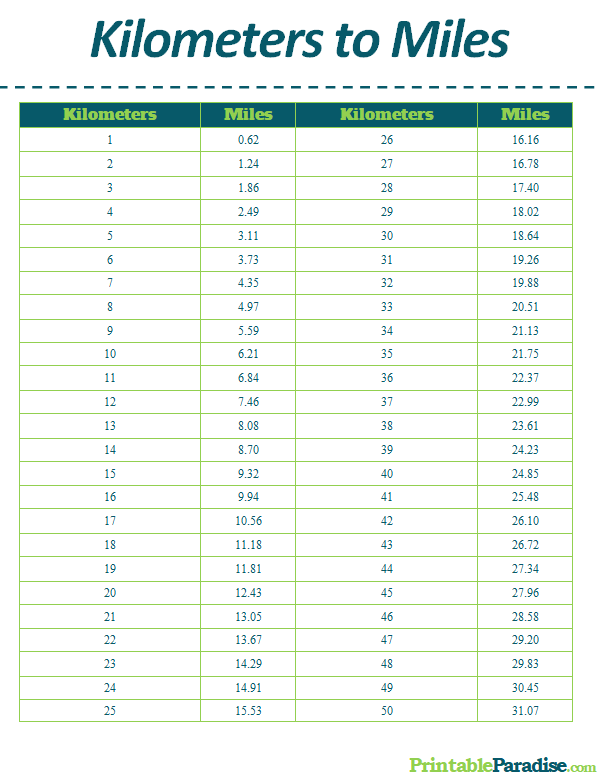 Kilometers to Miles
Kilometers Miles Kilometers Miles
1 0.62 26 16.16
2 1.24 27 16.78
3 1.86 28 17.40
4 2.49 29 18.02
5 3.11 30 18.64
6 3.73 31 19.26
7 4.35 32 19.88
8 4.97 33 20.51
9 5.59 34 21.13
10 6.21 35 21.75
11 6.84 36 22.37
12 7.46 37 22.99
13 8.08 38 23.61
14 8.70 39 24.23
15 9.32 40 24.85
16 9.94 41 25.48
17 10.56 42 26.10
18 11.18 43 26.72
19 11.81 44 27.34
20 12.43 45 27.96
21 13.05 46 28.58
22 13.67 47 29.20
23 14.29 48 29.83
24 14.91 49 30.45
25 15.53 50 31.07
PrintableParadise.com